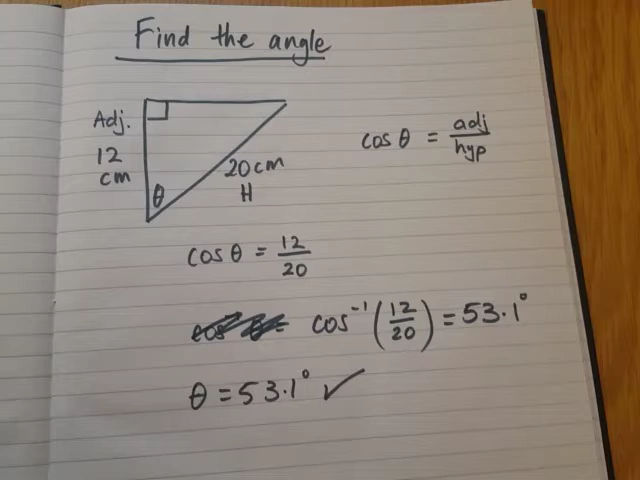 Find the angle
Adj.
12
cm
θ
20cm
H
cos θ = adj/hyp
cos θ = 12/20
cos⁻¹(12/20) = 53.1°
θ = 53.1° ✓